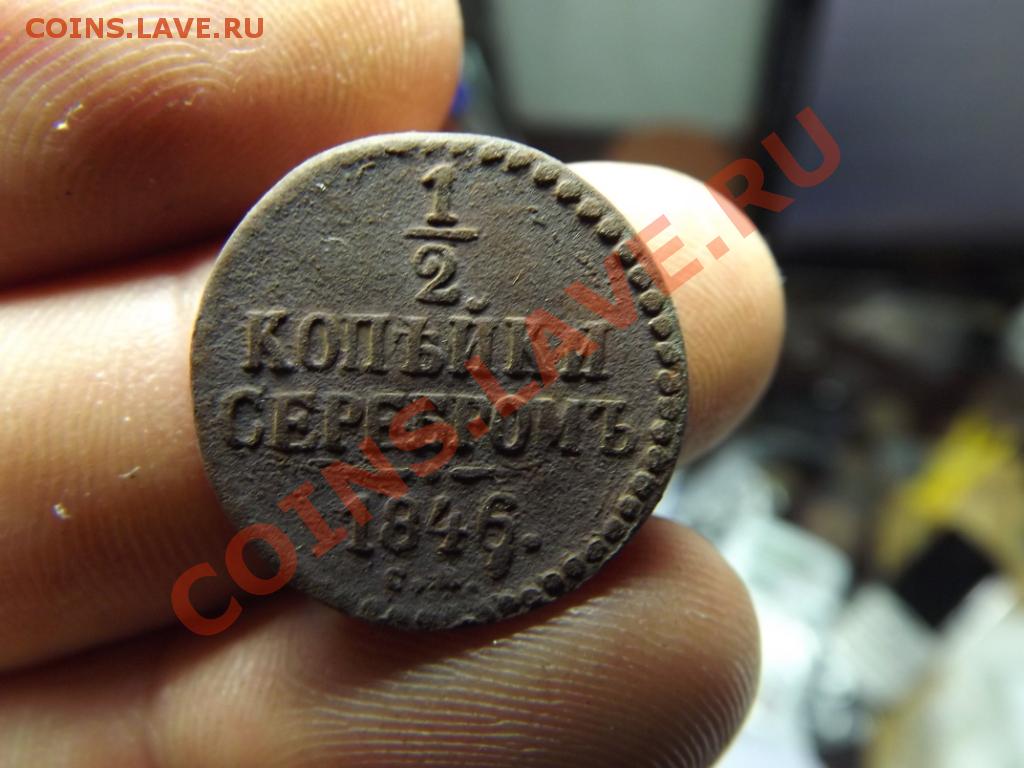 COINS.LAVE.RU
1
2
КОПѢЙКИ
СЕРЕБРОМЪ
1846.
COINS.LAVE.RU